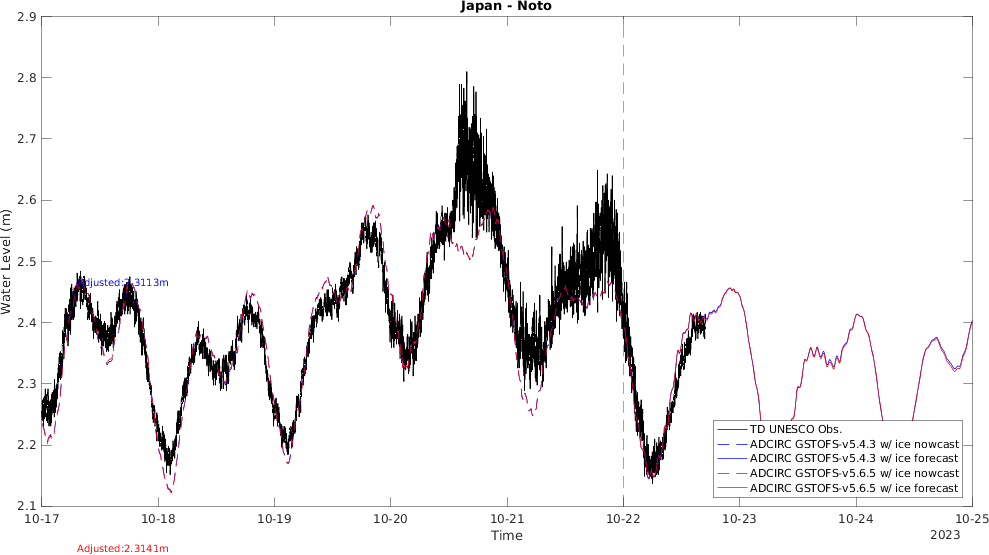 Japan - Noto
2.9
2.8
2.7
2.6
2.5
2.4
2.3
2.2
2.1
Water Level (m)
Adjusted:2.3113m
TD UNESCO Obs.
ADCIRC GSTOFS-v5.4.3 w/ ice nowcast
ADCIRC GSTOFS-v5.4.3 w/ ice forecast
ADCIRC GSTOFS-v5.6.5 w/ ice nowcast
ADCIRC GSTOFS-v5.6.5 w/ ice forecast
10-17 10-18 10-19 10-20 10-21 10-22 10-23 10-24 10-25
Time
2023
Adjusted:2.3141m